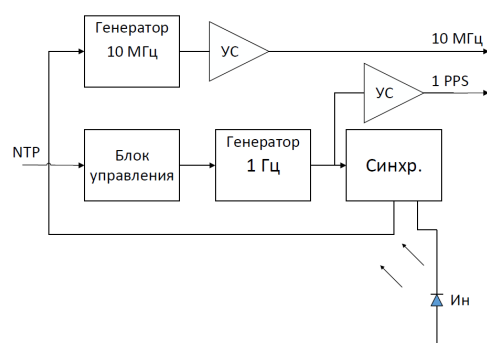 Генератор
10 МГц
УС
10 МГц
УС
1 PPS
NTP
Блок
управления
Генератор
1 Гц
Синхр.
Ин